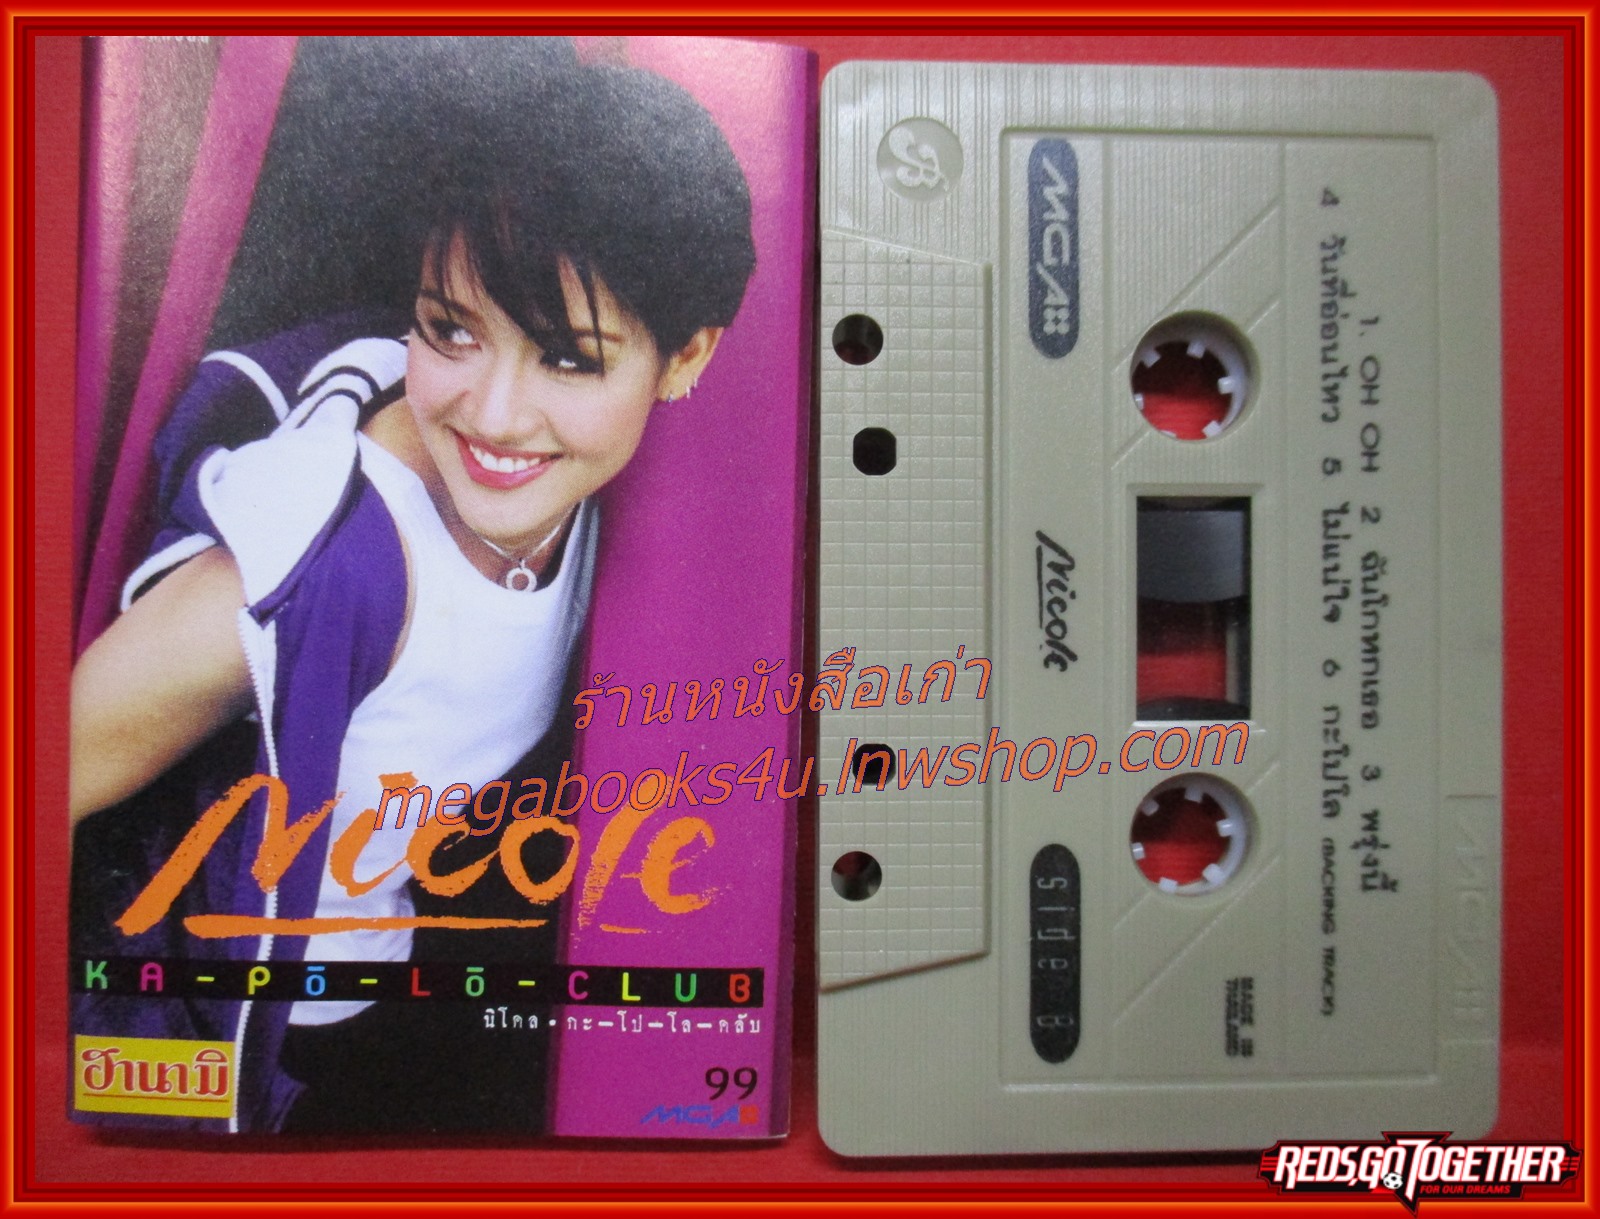 Nicole
KA-PŌ-LŌ-CLUB
นิโคล • กะ-โป-โล-คลับ
ฮานามิ
99
MGA
ร้านหนังสือเก่า
megabooks4u.lnwshop.com
B
MGA
Nicole
side B
1. OH OH 2 ฉันโกหกเธอ 3 พรุ่งนี้
4 วันที่อ่อนไหว 5 ไม่แน่ใจ 6 กะโปโล (BACKING TRACK)
MADE IN
THAILAND
MGA
REDS,GO TOGETHER
FOR OUR DREAMS